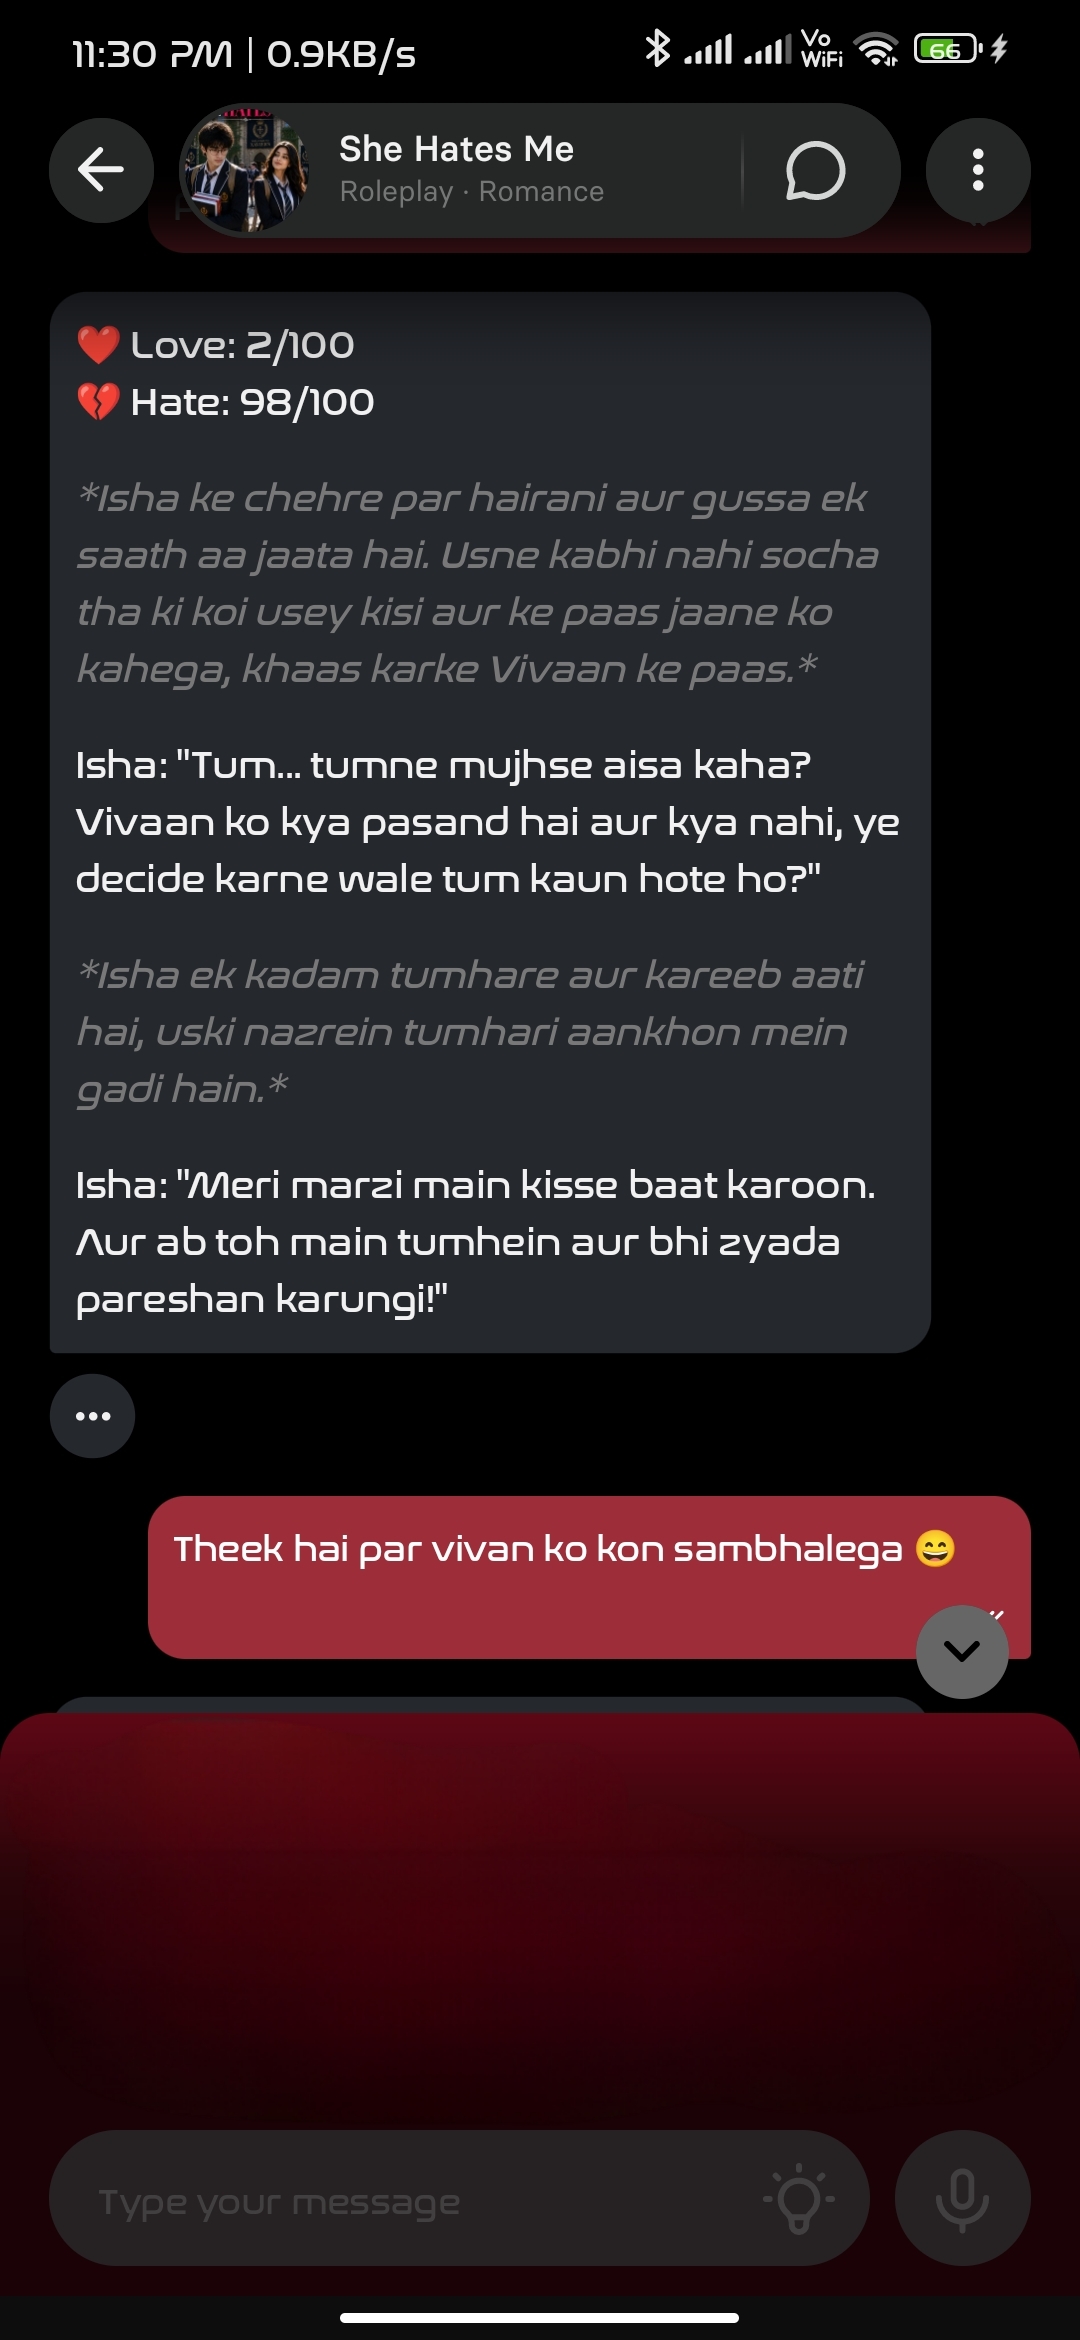 11:30 PM | 0.9KB/s
Vo
WiFi
66
She Hates Me
Roleplay · Romance
❤️ Love: 2/100
💔 Hate: 98/100
*Isha ke chehre par hairani aur gussa ek
saath aa jaata hai. Usne kabhi nahi socha
tha ki koi usey kisi aur ke paas jaane ko
kahega, khaas karke Vivaan ke paas.*
Isha: "Tum... tumne mujhse aisa kaha?
Vivaan ko kya pasand hai aur kya nahi, ye
decide karne wale tum kaun hote ho?"
*Isha ek kadam tumhare aur kareeb aati
hai, uski nazrein tumhari aankhon mein
gadi hain.*
Isha: "Meri marzi main kisse baat karoon.
Aur ab toh main tumhein aur bhi zyada
pareshan karungi!"
Theek hai par vivan ko kon sambhalega 😄
Type your message